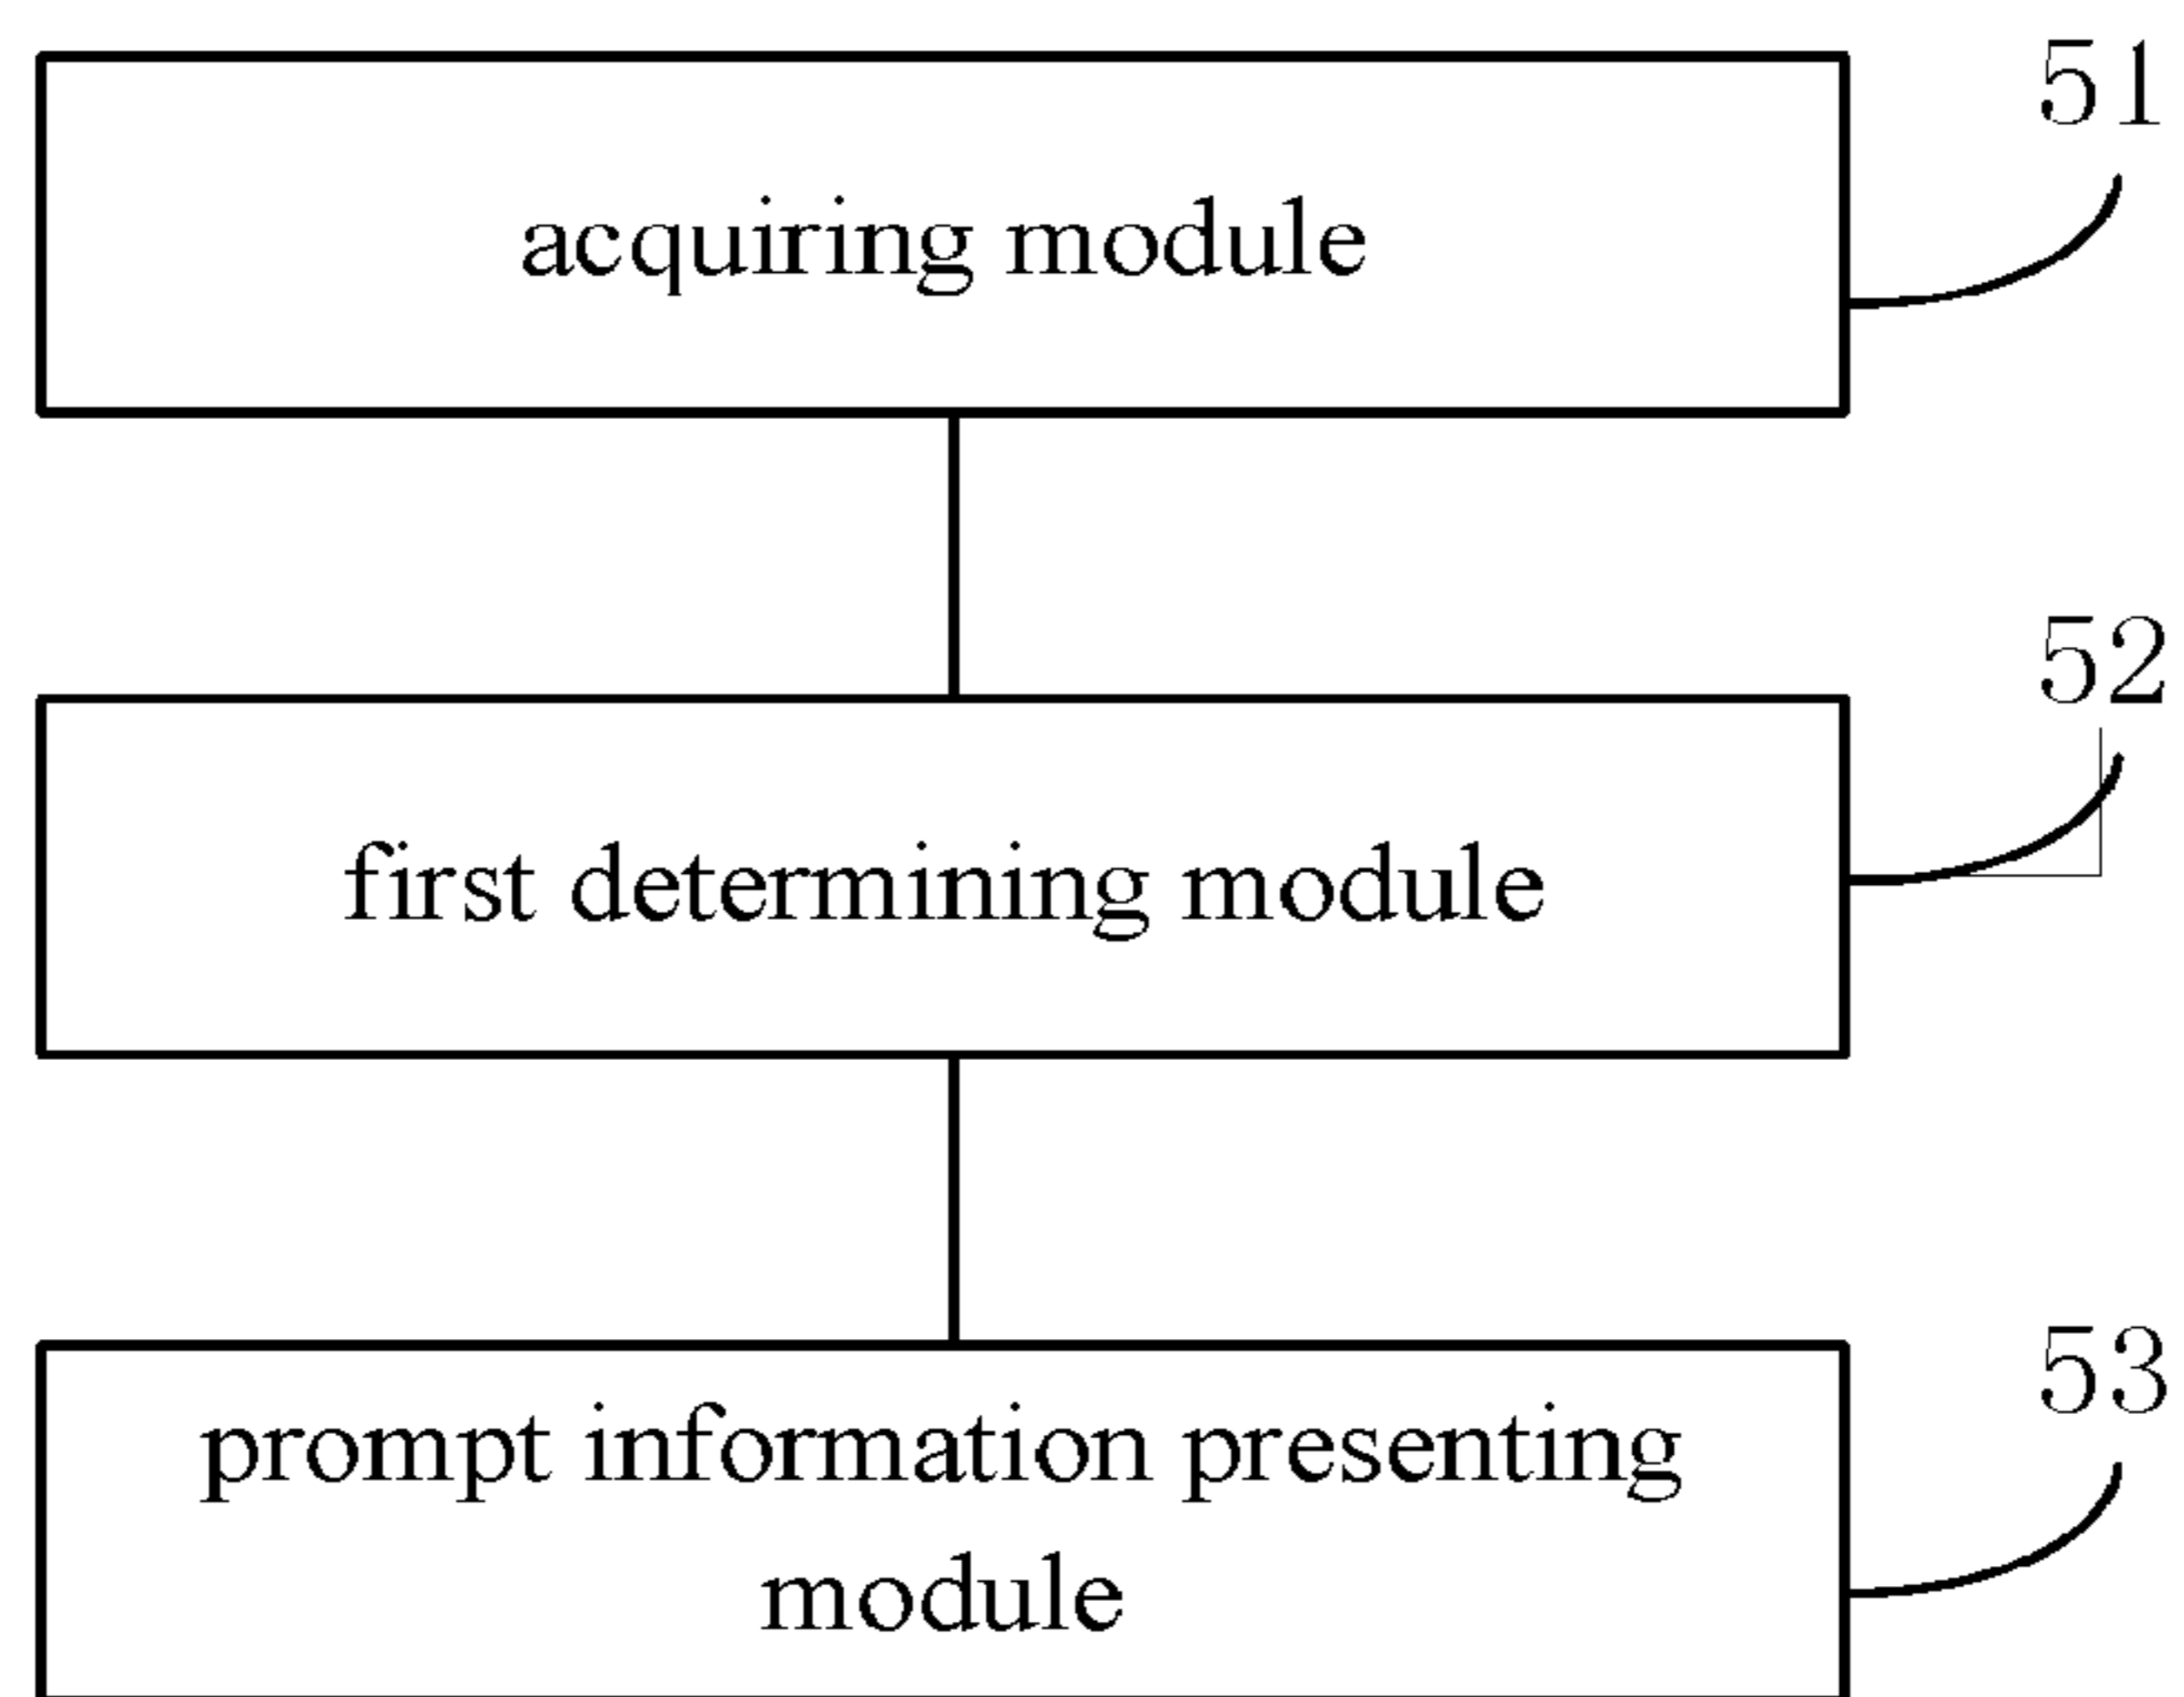 51
acquiring module
52
first determining module
53
prompt information presenting
module